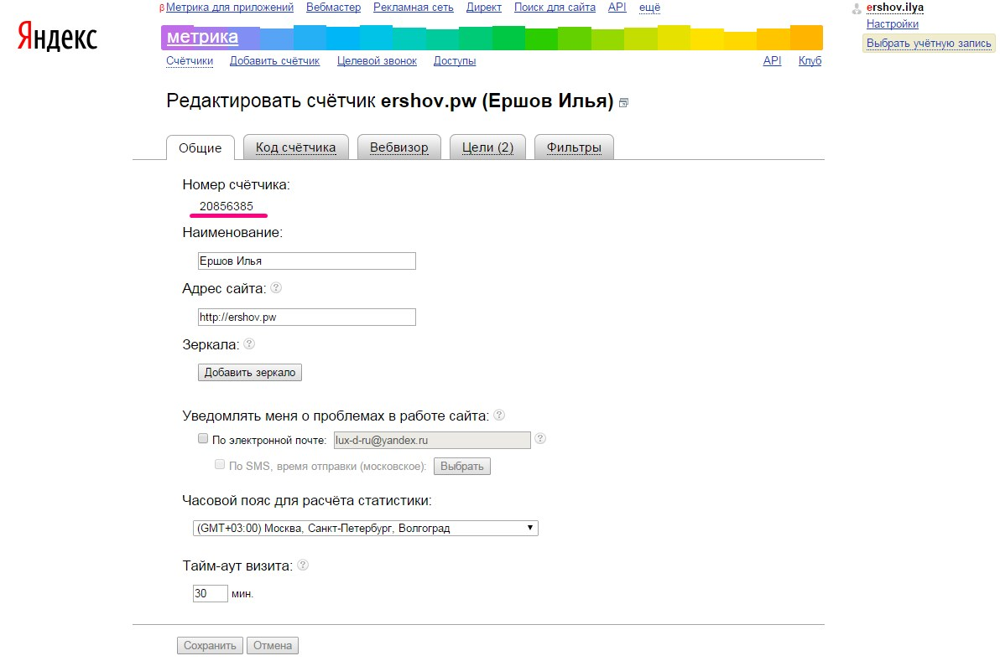 β Метрика для приложений Вебмастер Рекламная сеть Директ Поиск для сайта API ещё
ershov.ilya
Настройки
Выбрать учётную запись
Яндекс
метрика
Счётчики Добавить счётчик Целевой звонок Доступы API Клуб
Редактировать счётчик ershov.pw (Ершов Илья)
Общие Код счётчика Вебвизор Цели (2) Фильтры
Номер счётчика:
20856385
Наименование:
Ершов Илья
Адрес сайта: ?
http://ershov.pw
Зеркала: ?
Добавить зеркало
Уведомлять меня о проблемах в работе сайта: ?
По электронной почте: lux-d-ru@yandex.ru ?
По SMS, время отправки (московское): Выбрать
Часовой пояс для расчёта статистики:
(GMT+03:00) Москва, Санкт-Петербург, Волгоград
Тайм-аут визита: ?
30 мин.
Сохранить Отмена